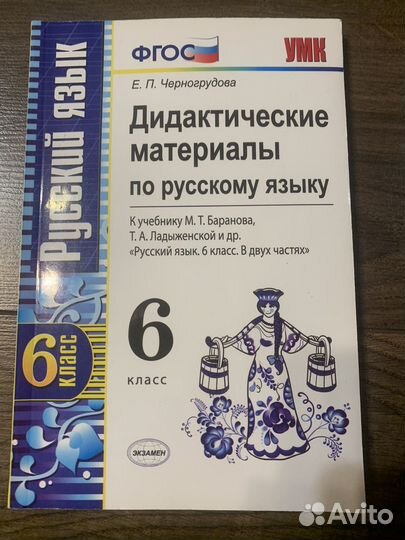 ФГОС
УМК
Е. П. Черногрудова
Дидактические
материалы
по русскому языку
К учебнику М. Т. Баранова,
Т. А. Ладыженской и др.
«Русский язык. 6 класс. В двух частях»
6
класс
Русский язык
6
класс
ЭКЗАМЕН
Avito